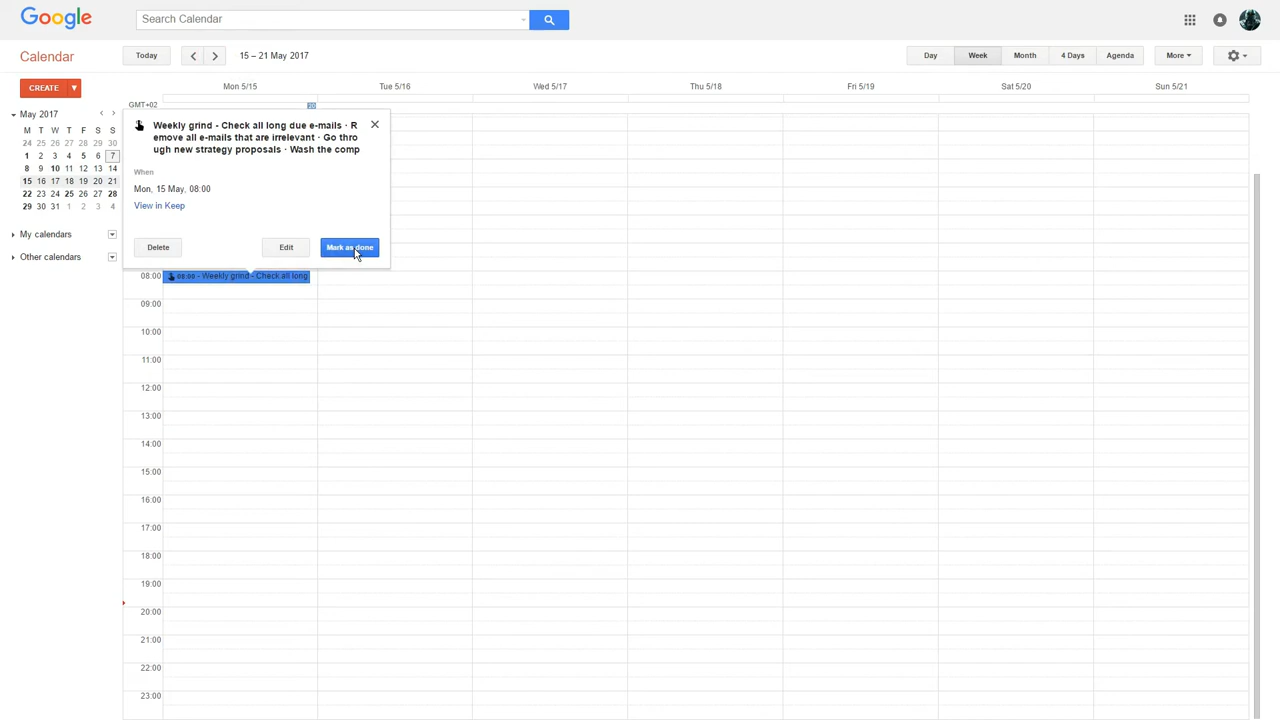 Google
Search Calendar
Calendar
Today
15 – 21 May 2017
Day
Week
Month
4 Days
Agenda
More
CREATE
May 2017
M T W T F S S
24 25 26 27 28 29 30
1 2 3 4 5 6 7
8 9 10 11 12 13 14
15 16 17 18 19 20 21
22 23 24 25 26 27 28
29 30 31 1 2 3 4
My calendars
Other calendars
Mon 5/15
Tue 5/16
Wed 5/17
Thu 5/18
Fri 5/19
Sat 5/20
Sun 5/21
GMT+02
Weekly grind - Check all long due e-mails · R
emove all e-mails that are irrelevant · Go thro
ugh new strategy proposals · Wash the comp
When
Mon, 15 May, 08:00
View in Keep
Delete
Edit
Mark as done
08:00
08:00 - Weekly grind - Check all long
09:00
10:00
11:00
12:00
13:00
14:00
15:00
16:00
17:00
18:00
19:00
20:00
21:00
22:00
23:00